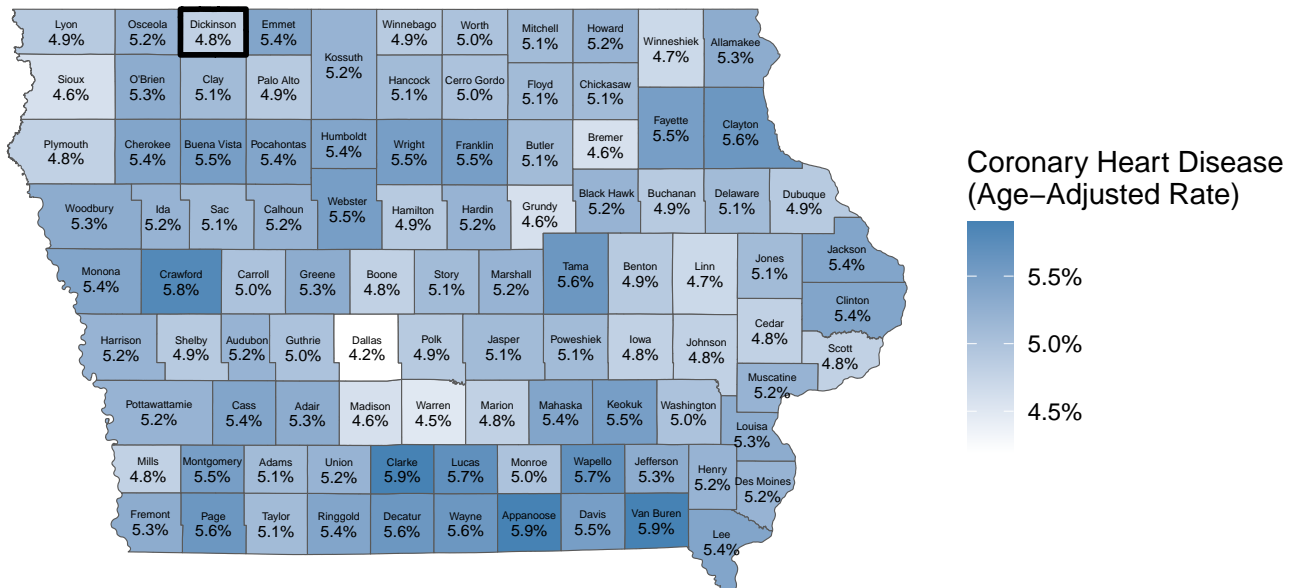 Lyon
4.9%
Osceola
5.2%
Dickinson
4.8%
Emmet
5.4%
Kossuth
5.2%
Winnebago
4.9%
Worth
5.0%
Mitchell
5.1%
Howard
5.2%
Winneshiek
4.7%
Allamakee
5.3%
Sioux
4.6%
O'Brien
5.3%
Clay
5.1%
Palo Alto
4.9%
Hancock
5.1%
Cerro Gordo
5.0%
Floyd
5.1%
Chickasaw
5.1%
Fayette
5.5%
Clayton
5.6%
Plymouth
4.8%
Cherokee
5.4%
Buena Vista
5.5%
Pocahontas
5.4%
Humboldt
5.4%
Wright
5.5%
Franklin
5.5%
Butler
5.1%
Bremer
4.6%
Woodbury
5.3%
Ida
5.2%
Sac
5.1%
Calhoun
5.2%
Webster
5.5%
Hamilton
4.9%
Hardin
5.2%
Grundy
4.6%
Black Hawk
5.2%
Buchanan
4.9%
Delaware
5.1%
Dubuque
4.9%
Monona
5.4%
Crawford
5.8%
Carroll
5.0%
Greene
5.3%
Boone
4.8%
Story
5.1%
Marshall
5.2%
Tama
5.6%
Benton
4.9%
Linn
4.7%
Jones
5.1%
Jackson
5.4%
Clinton
5.4%
Harrison
5.2%
Shelby
4.9%
Audubon
5.2%
Guthrie
5.0%
Dallas
4.2%
Polk
4.9%
Jasper
5.1%
Poweshiek
5.1%
Iowa
4.8%
Johnson
4.8%
Cedar
4.8%
Scott
4.8%
Muscatine
5.2%
Pottawattamie
5.2%
Cass
5.4%
Adair
5.3%
Madison
4.6%
Warren
4.5%
Marion
4.8%
Mahaska
5.4%
Keokuk
5.5%
Washington
5.0%
Louisa
5.3%
Mills
4.8%
Montgomery
5.5%
Adams
5.1%
Union
5.2%
Clarke
5.9%
Lucas
5.7%
Monroe
5.0%
Wapello
5.7%
Jefferson
5.3%
Henry
5.2%
Des Moines
5.2%
Fremont
5.3%
Page
5.6%
Taylor
5.1%
Ringgold
5.4%
Decatur
5.6%
Wayne
5.6%
Appanoose
5.9%
Davis
5.5%
Van Buren
5.9%
Lee
5.4%
Coronary Heart Disease
(Age−Adjusted Rate)
5.5%
5.0%
4.5%